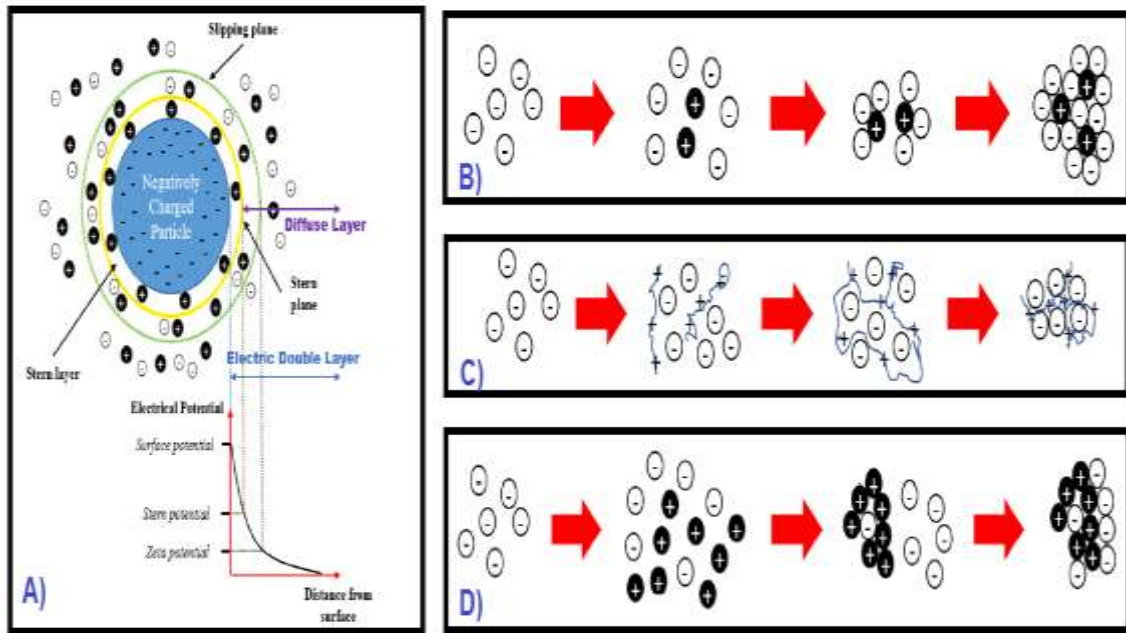 Slipping plane
Negatively
Charged
Particle
Diffuse Layer
Stern
plane
Stern layer
Electric Double Layer
Electrical Potential
Surface potential
Stern potential
Zeta potential
Distance from
surface
A)
B)
C)
D)